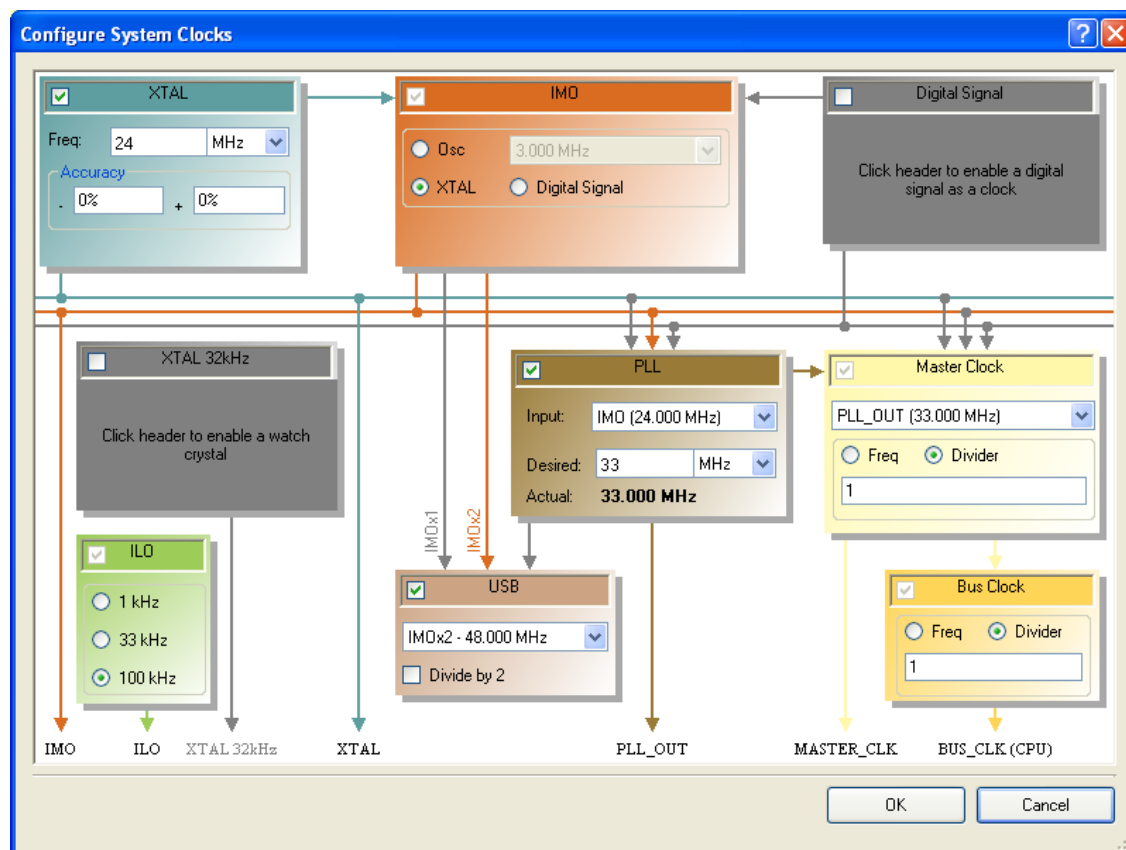 Configure System Clocks
XTAL
Freq:
24
MHz
Accuracy
-
0%
+
0%
IMO
Osc
3.000 MHz
XTAL
Digital Signal
Digital Signal
Click header to enable a digital
signal as a clock
XTAL 32kHz
Click header to enable a watch
crystal
PLL
Input:
IMO (24.000 MHz)
Desired:
33
MHz
Actual:
33.000 MHz
Master Clock
PLL_OUT (33.000 MHz)
Freq
Divider
1
IMOx1
IMOx2
ILO
1 kHz
33 kHz
100 kHz
USB
IMOx2 - 48.000 MHz
Divide by 2
Bus Clock
Freq
Divider
1
IMO
ILO
XTAL 32kHz
XTAL
PLL_OUT
MASTER_CLK
BUS_CLK (CPU)
OK
Cancel